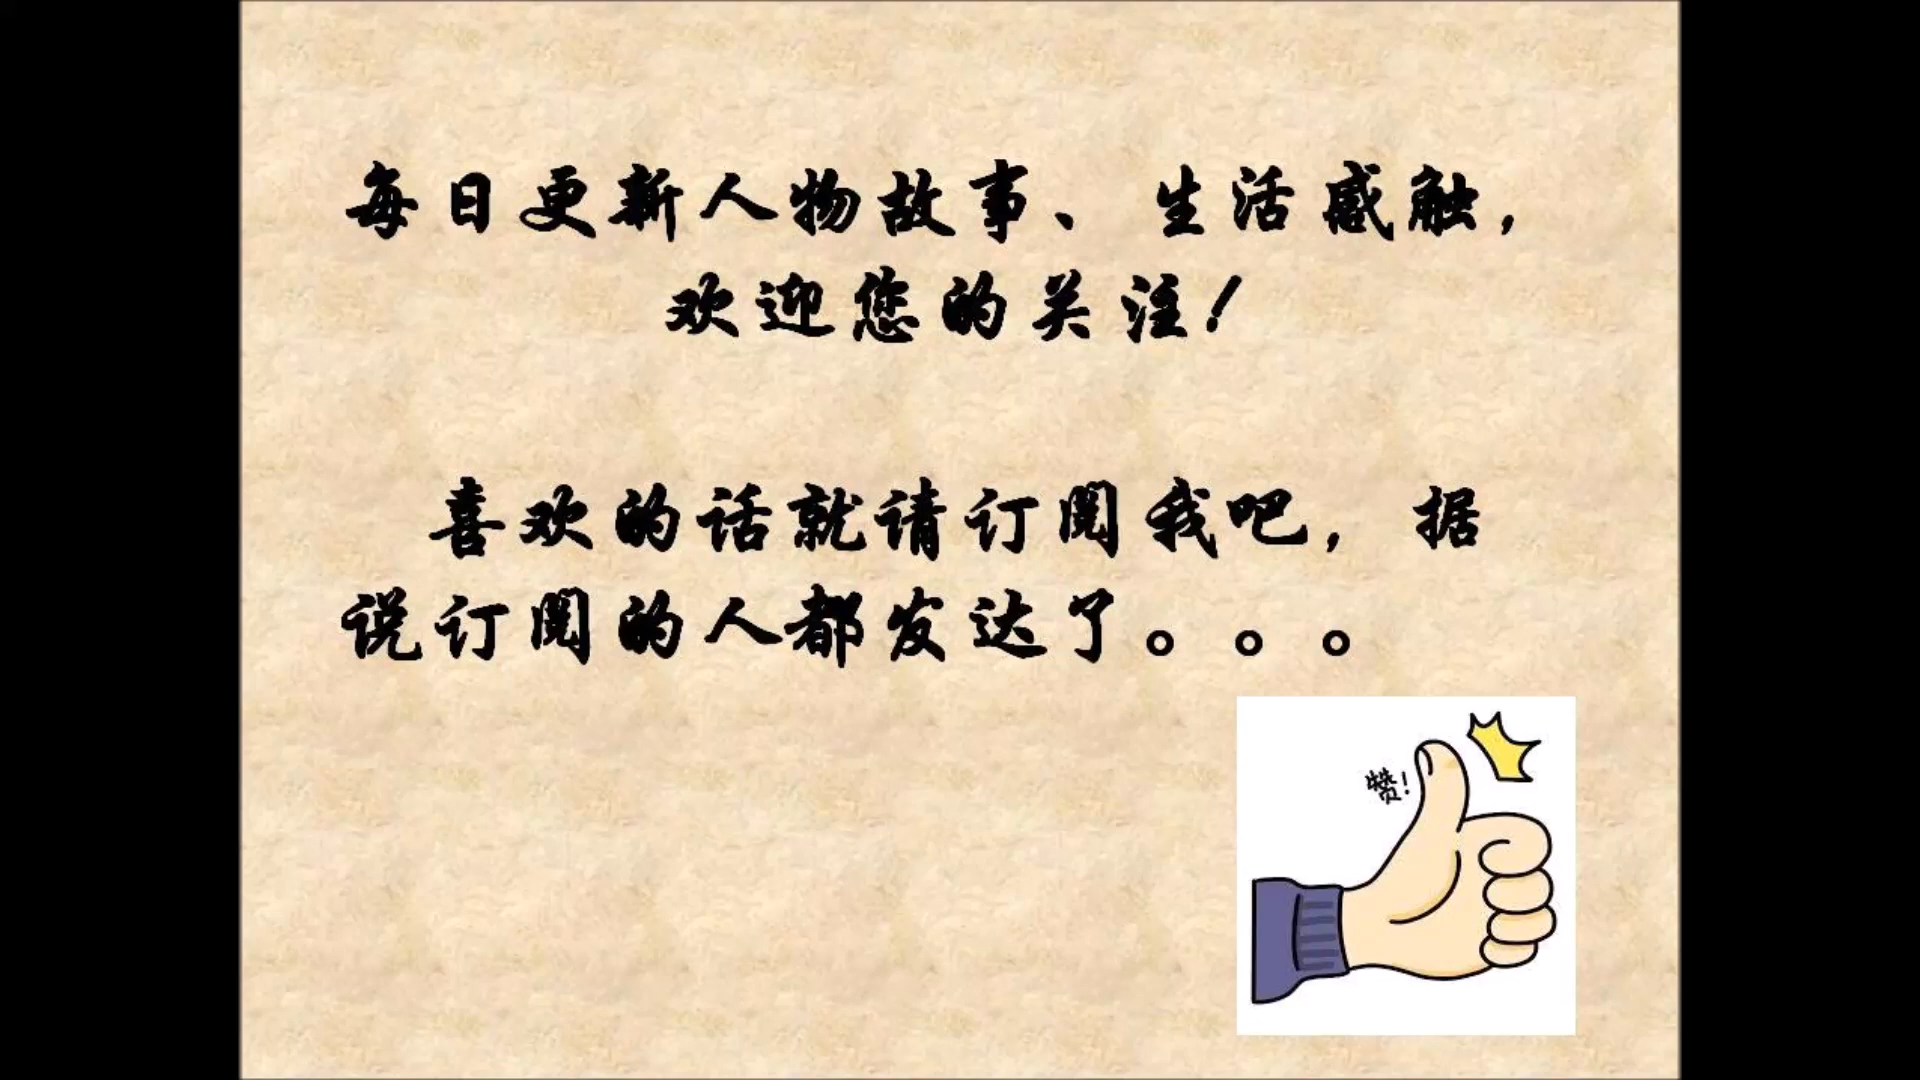 每日更新人物故事、生活感触，
欢迎您的关注！
喜欢的话就请订阅我吧，据
说订阅的人都发达了。。。
赞！